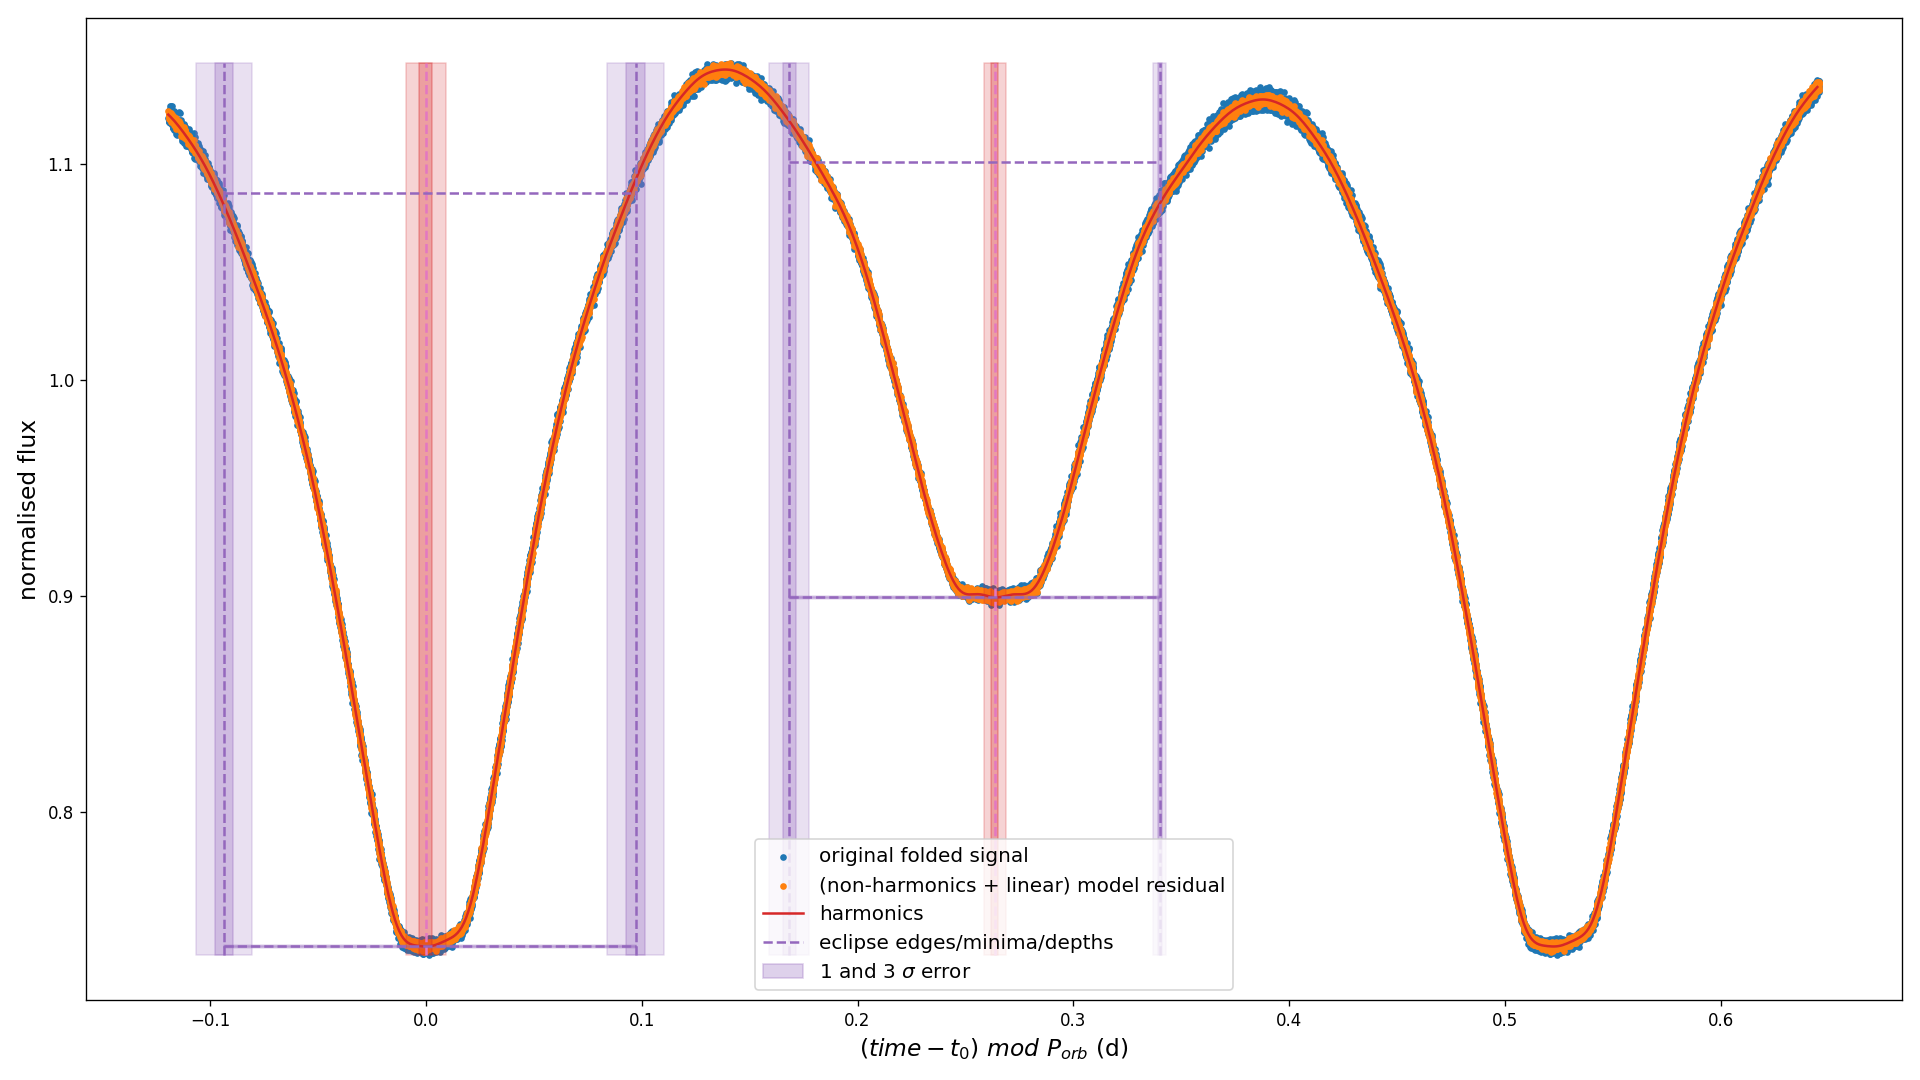 normalised flux
1.1
1.0
0.9
0.8
original folded signal
(non-harmonics + linear) model residual
harmonics
eclipse edges/minima/depths
1 and 3 σ error
−0.1 0.0 0.1 0.2 0.3 0.4 0.5 0.6
(time − t₀) mod Pₒᵣb (d)